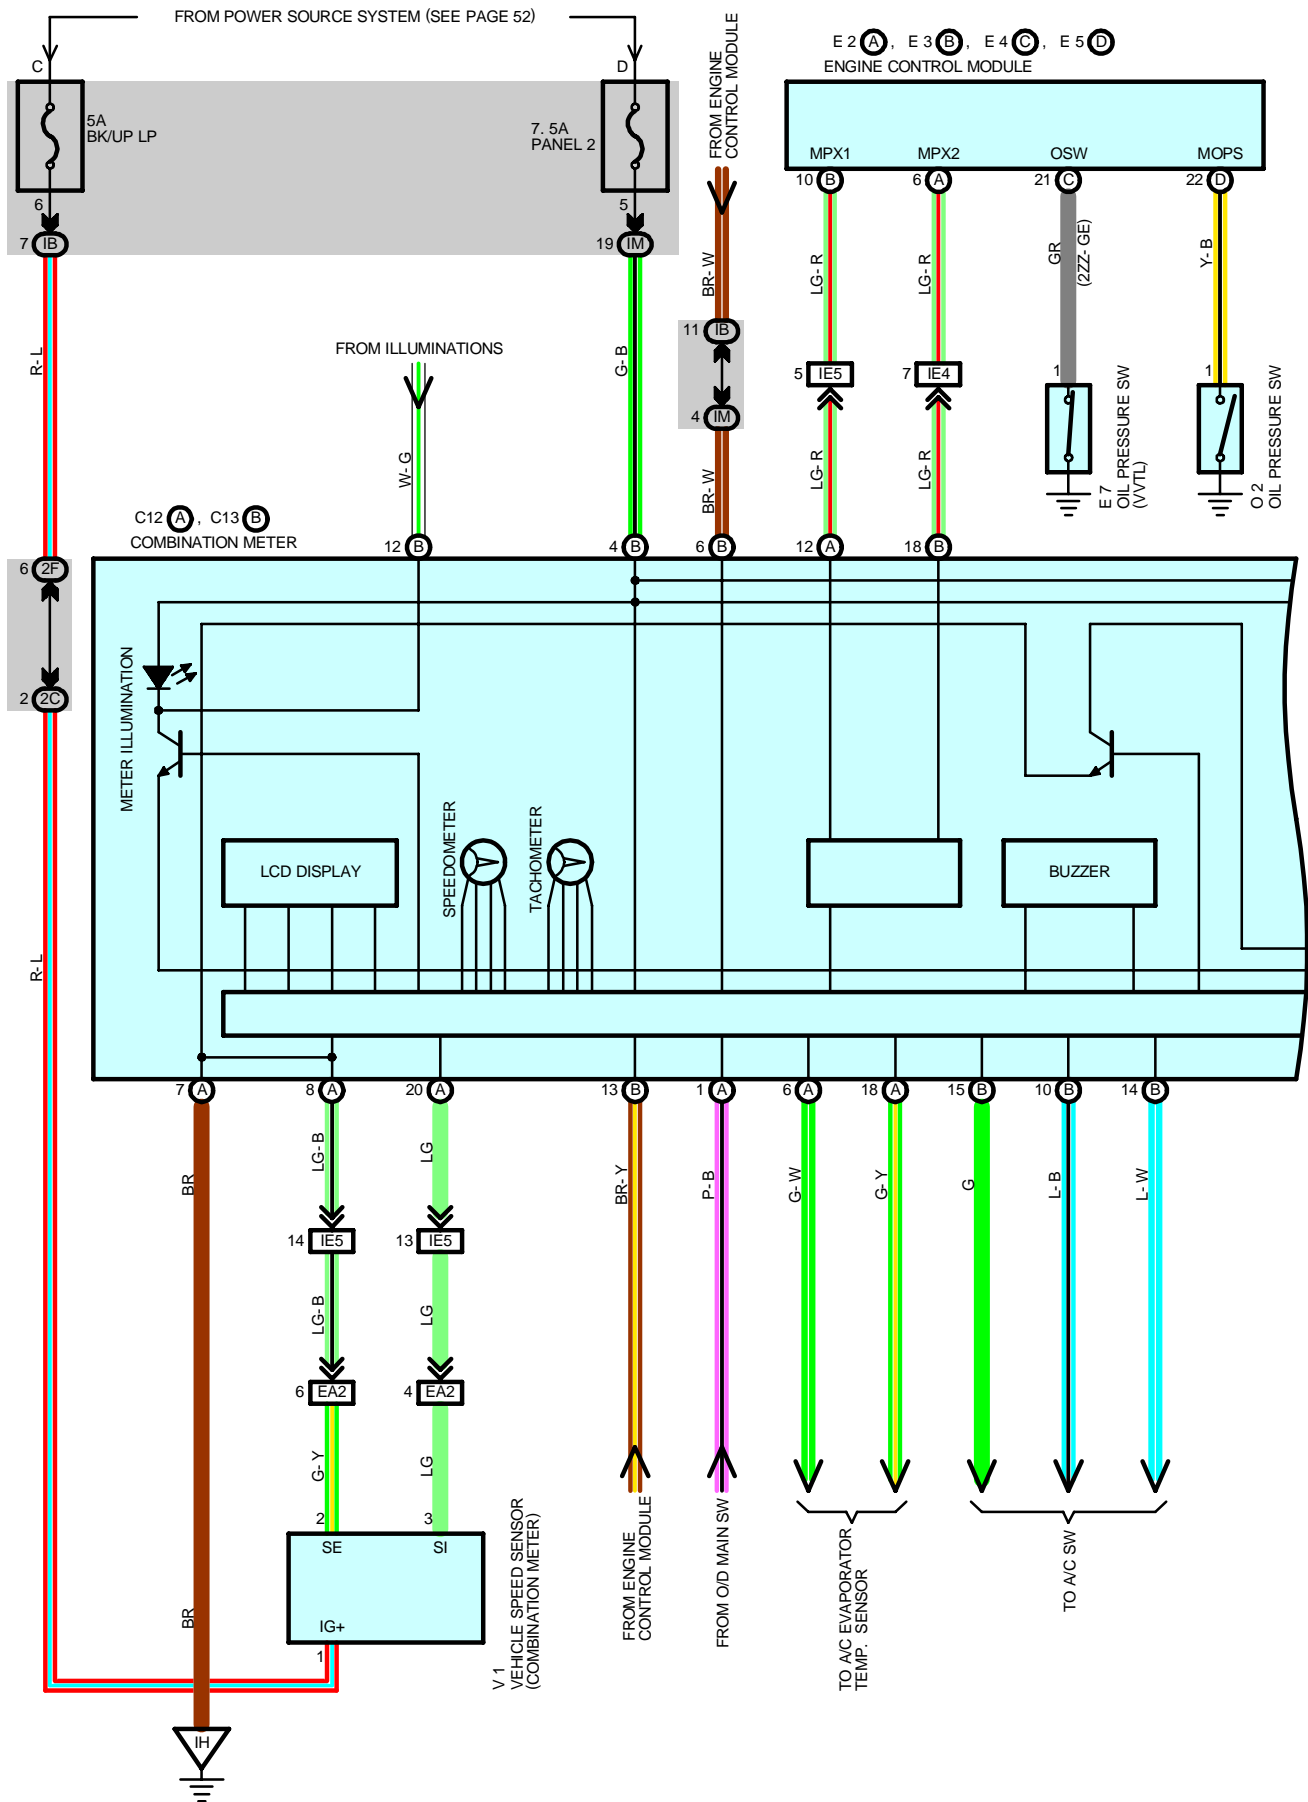 FROM POWER SOURCE SYSTEM (SEE PAGE 52)
C
D
5A
BK/UP LP
7. 5A
PANEL 2
6
5
7 IB
19 IM
FROM ENGINE
CONTROL MODULE
E 2 A , E 3 B , E 4 C , E 5 D
ENGINE CONTROL MODULE
MPX1
MPX2
OSW
MOPS
10 B
6 A
21 C
22 D
R- L
G- B
BR- W
LG- R
LG- R
GR
(2ZZ- GE)
Y- B
FROM ILLUMINATIONS
11 IB
4 IM
5 IE5
7 IE4
1
1
W- G
BR- W
LG- R
LG- R
E 7
OIL PRESSURE SW
(VVTL)
O 2
OIL PRESSURE SW
C12 A , C13 B
COMBINATION METER
12 B
4 B
6 B
12 A
18 B
6 2F
2 2C
METER ILLUMINATION
LCD DISPLAY
SPEEDOMETER
TACHOMETER
BUZZER
R- L
7 A
8 A
20 A
13 B
1 A
6 A
18 A
15 B
10 B
14 B
BR
LG- B
LG
BR- Y
P- B
G- W
G- Y
G
L- B
L- W
14 IE5
13 IE5
LG- B
LG
6 EA2
4 EA2
G- Y
LG
2
3
SE
SI
IG+
1
V 1
VEHICLE SPEED SENSOR
(COMBINATION METER)
BR
FROM ENGINE
CONTROL MODULE
FROM O/D MAIN SW
TO A/C EVAPORATOR
TEMP. SENSOR
TO A/C SW
IH